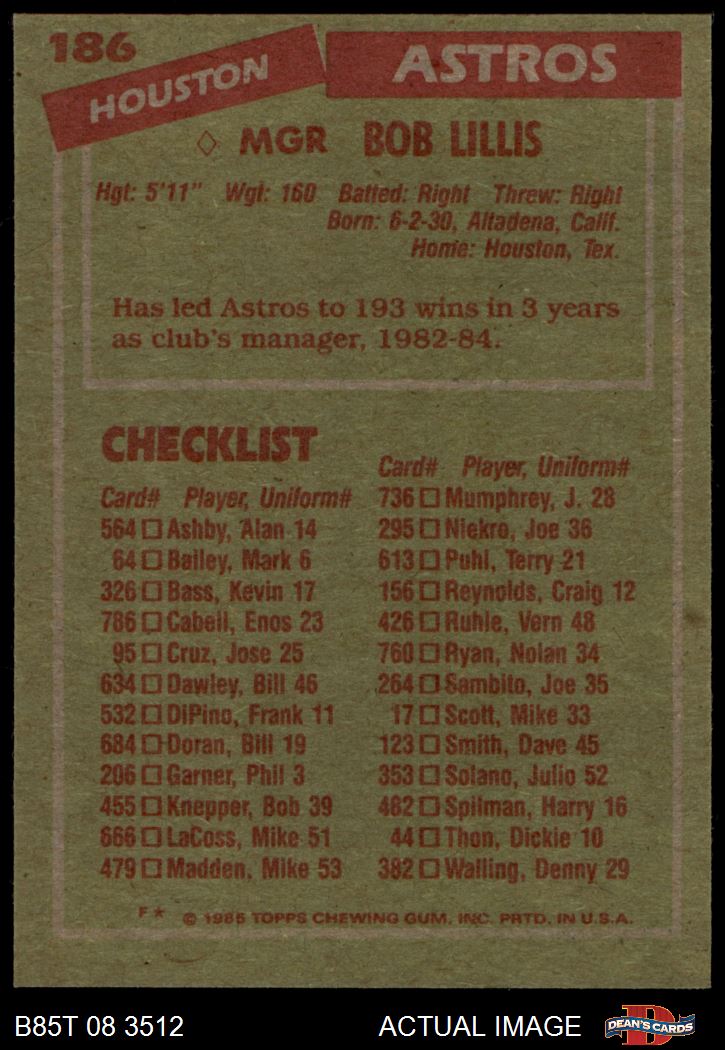 186
HOUSTON ASTROS
MGR BOB LILLIS
Hgt: 5'11" Wgt: 160 Batted: Right Threw: Right
Born: 6-2-30, Altadena, Calif.
Home: Houston, Tex.
Has led Astros to 193 wins in 3 years
as club's manager, 1982-84.
CHECKLIST
Card# Player, Uniform#
564 Ashby, Alan 14
64 Bailey, Mark 6
326 Bass, Kevin 17
786 Cabell, Enos 23
95 Cruz, Jose 25
634 Dawley, Bill 46
532 DiPino, Frank 11
684 Doran, Bill 19
206 Garner, Phil 3
455 Knepper, Bob 39
666 LaCoss, Mike 51
479 Madden, Mike 53
Card# Player, Uniform#
736 Mumphrey, J. 28
295 Niekro, Joe 36
613 Puhl, Terry 21
156 Reynolds, Craig 12
426 Ruhle, Vern 48
760 Ryan, Nolan 34
264 Sambito, Joe 35
17 Scott, Mike 33
123 Smith, Dave 45
353 Solano, Julio 52
482 Spilman, Harry 16
44 Thon, Dickie 10
382 Walling, Denny 29
F* © 1985 TOPPS CHEWING GUM, INC. PRTD. IN U.S.A.
B85T 08 3512 ACTUAL IMAGE
D
DEAN'S CARDS